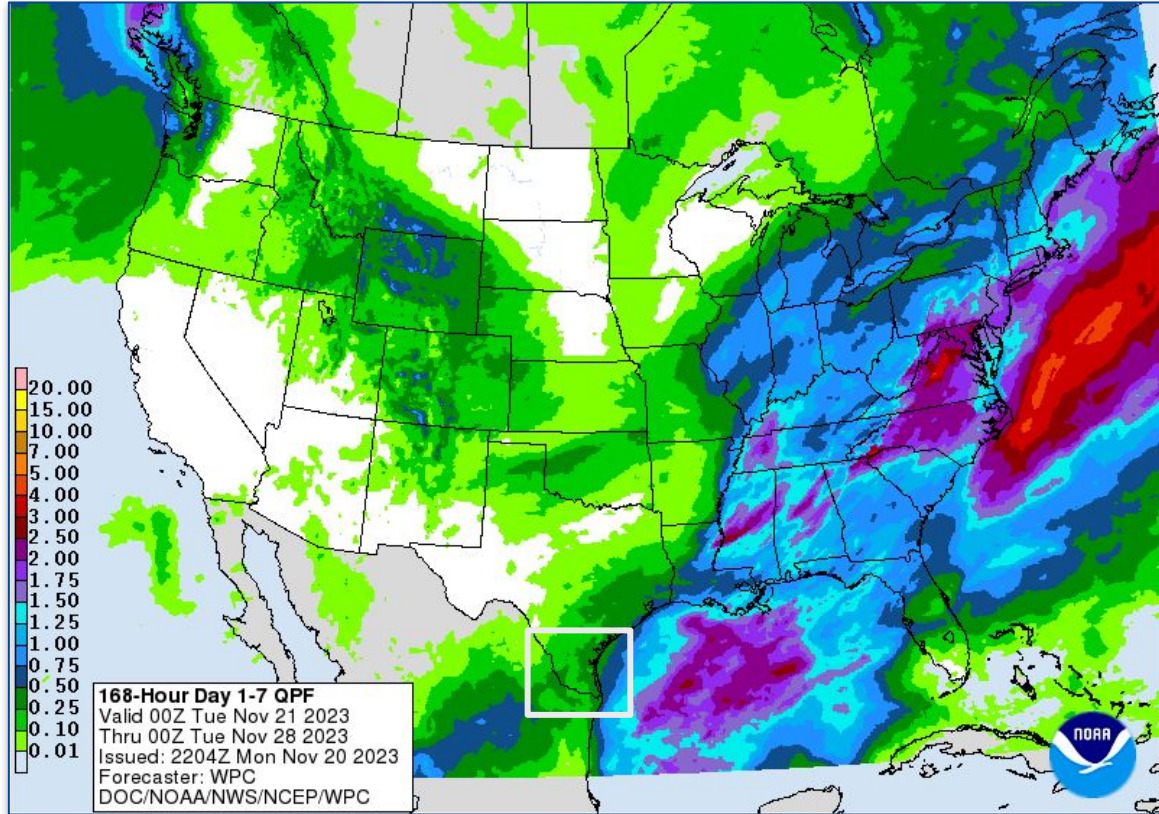 20.00
15.00
10.00
7.00
5.00
4.00
3.00
2.50
2.00
1.75
1.50
1.25
1.00
0.75
0.50
0.25
0.10
0.01
168-Hour Day 1-7 QPF
Valid 00Z Tue Nov 21 2023
Thru 00Z Tue Nov 28 2023
Issued: 2204Z Mon Nov 20 2023
Forecaster: WPC
DOC/NOAA/NWS/NCEP/WPC
NOAA